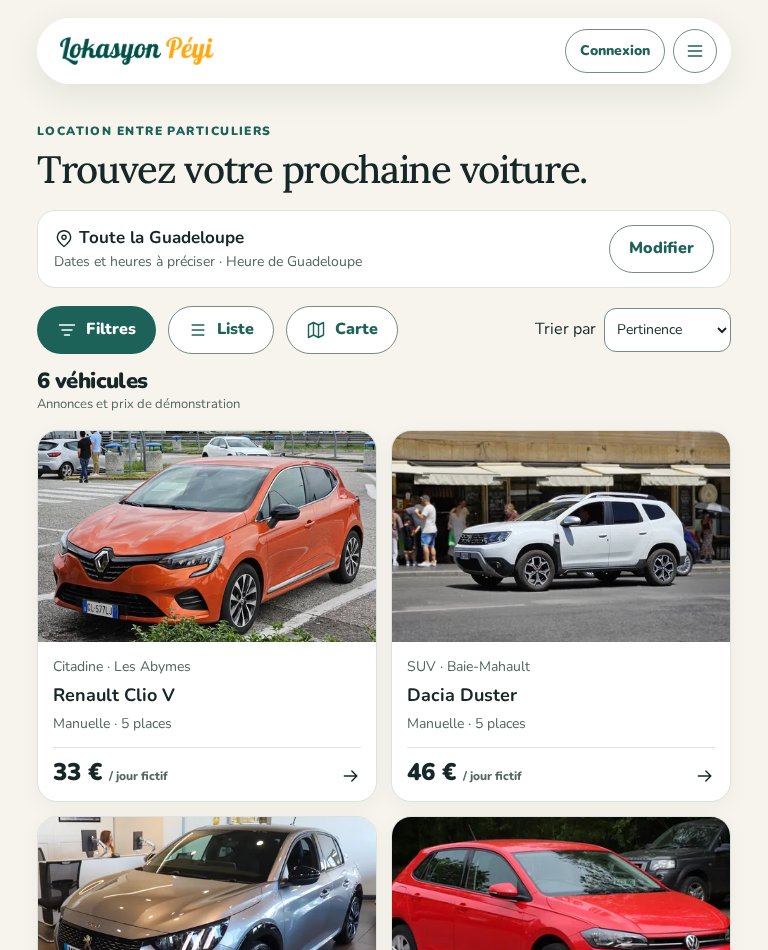 Lokasyon Péyi
Connexion
LOCATION ENTRE PARTICULIERS
Trouvez votre prochaine voiture.
Toute la Guadeloupe
Dates et heures à préciser · Heure de Guadeloupe
Modifier
Filtres
Liste
Carte
Trier par
Pertinence
6 véhicules
Annonces et prix de démonstration
GL·577LJ
Citadine · Les Abymes
Renault Clio V
Manuelle · 5 places
33 € / jour fictif
SUV · Baie-Mahault
Dacia Duster
Manuelle · 5 places
46 € / jour fictif